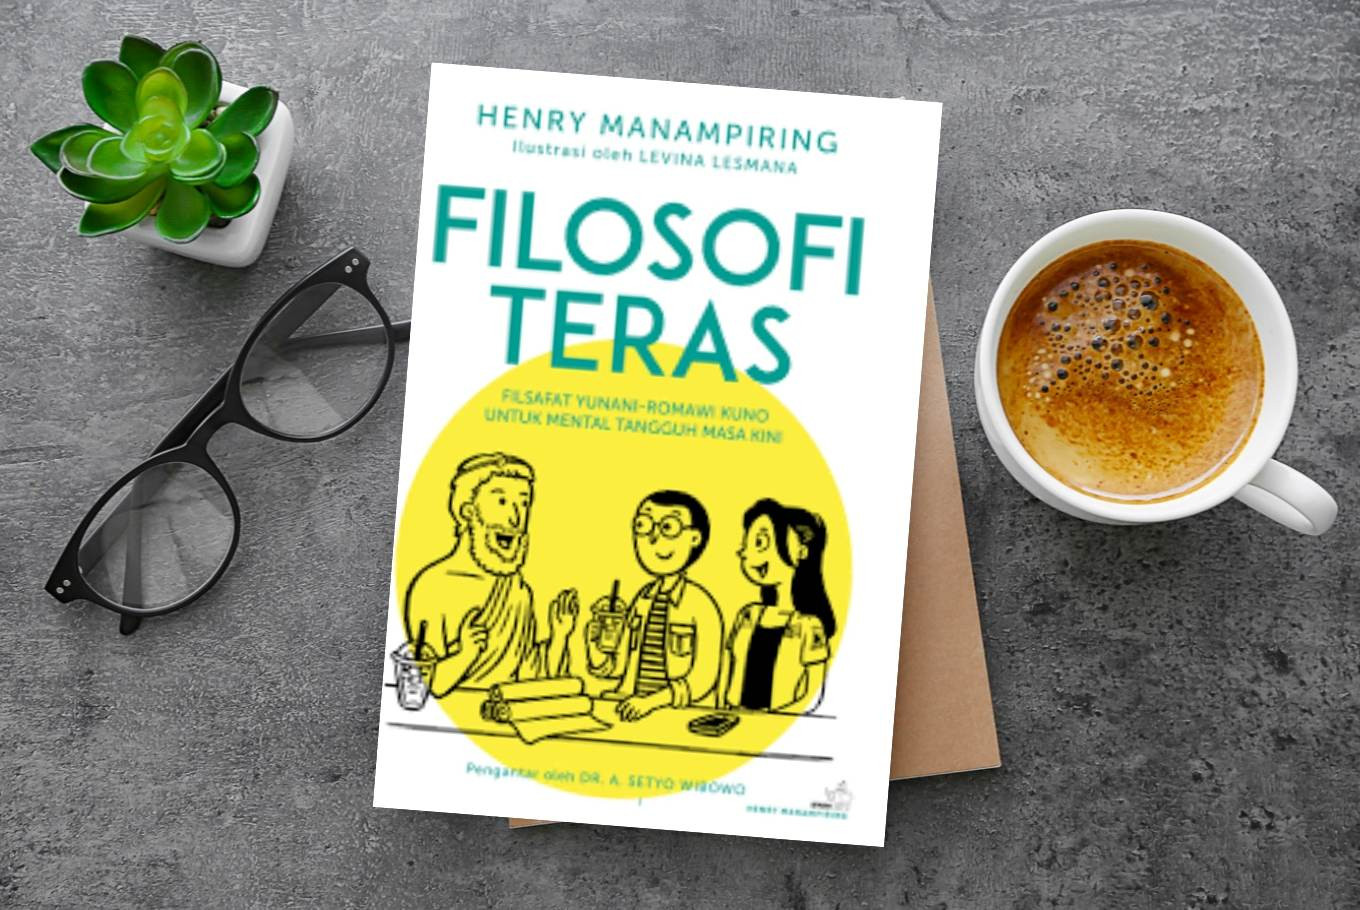 HENRY MANAMPIRING
Ilustrasi oleh LEVINA LESMANA
FILOSOFI
TERAS
FILSAFAT YUNANI-ROMAWI KUNO
UNTUK MENTAL TANGGUH MASA KINI
Pengantar oleh DR. A. SETYO WIBOWO
HENRY MANAMPIRING